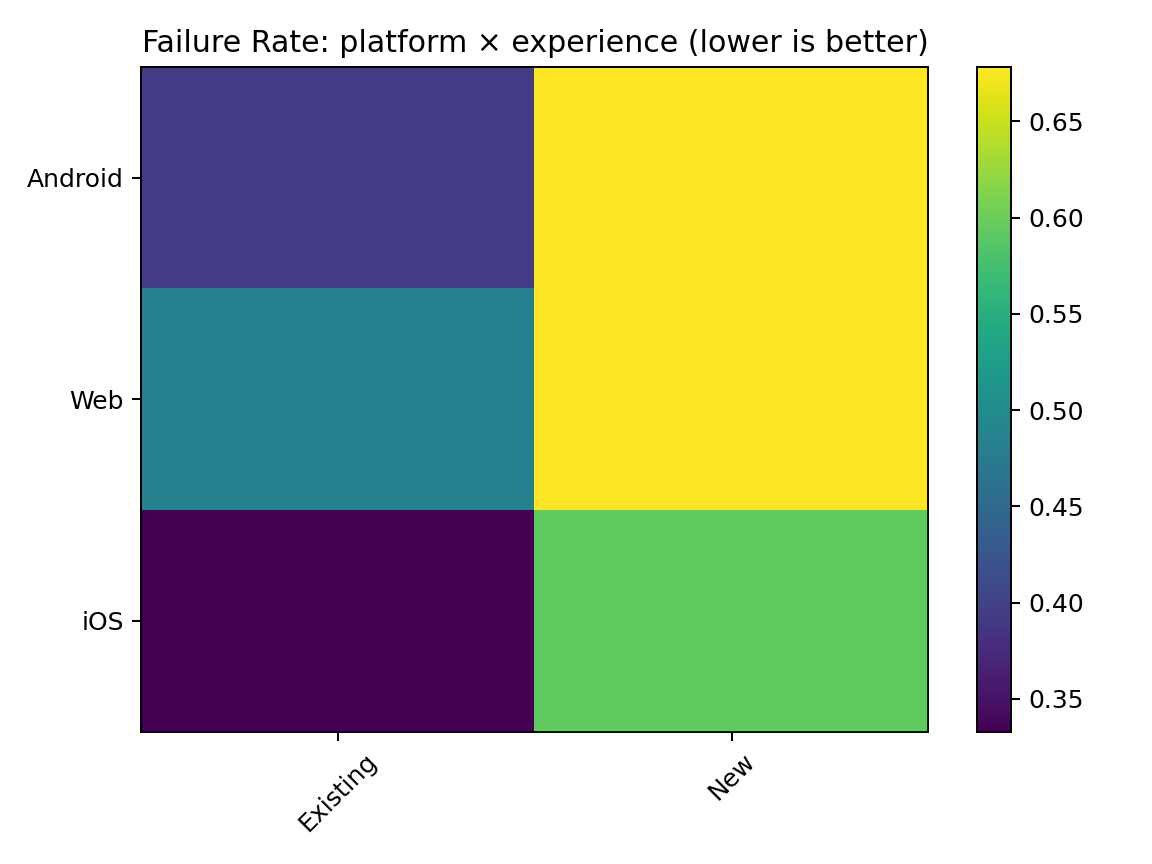 Failure Rate: platform × experience (lower is better)
Android
Web
iOS
Existing
New
0.65
0.60
0.55
0.50
0.45
0.40
0.35